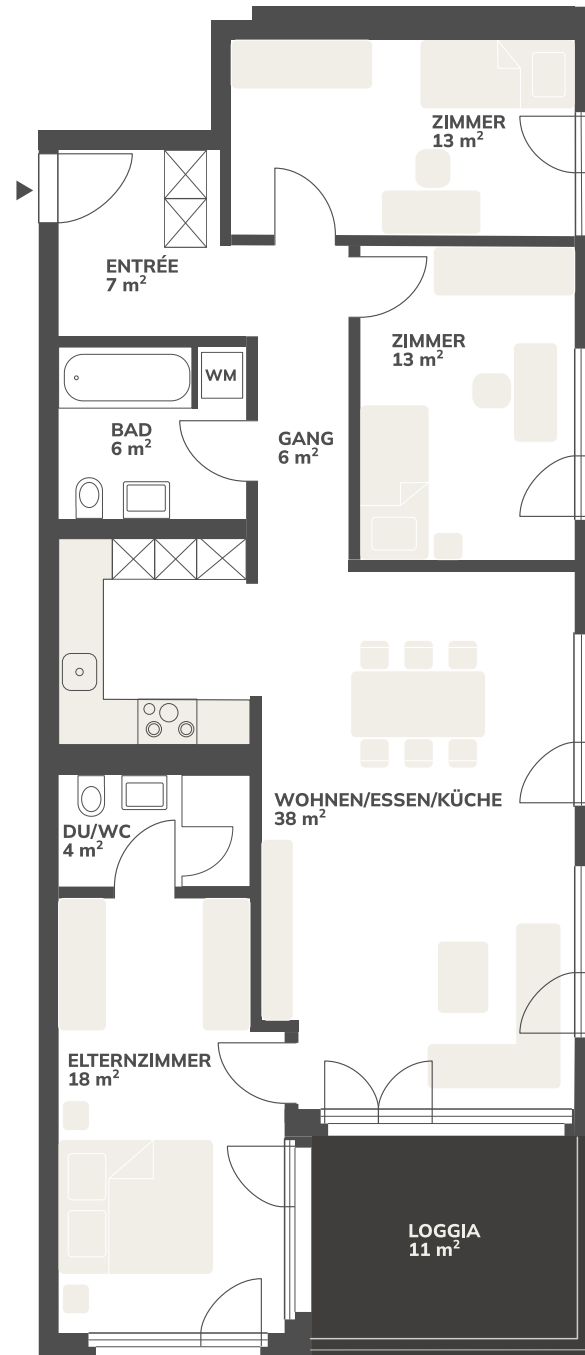 ZIMMER
13 m²
ENTRÉE
7 m²
ZIMMER
13 m²
WM
BAD
6 m²
GANG
6 m²
WOHNEN/ESSEN/KÜCHE
38 m²
DU/WC
4 m²
ELTERNZIMMER
18 m²
LOGGIA
11 m²